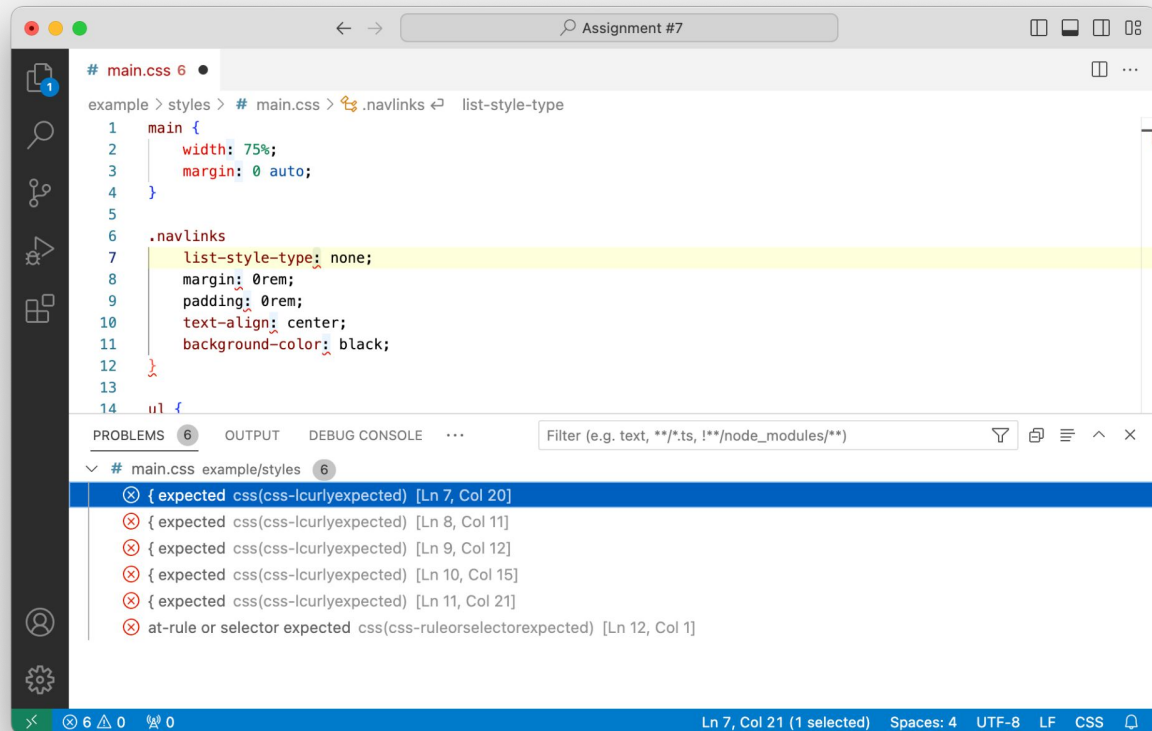 Assignment #7
# main.css 6
1
example > styles > # main.css > .navlinks list-style-type
1 main {
2 width: 75%;
3 margin: 0 auto;
4 }
5
6 .navlinks
7 list-style-type: none;
8 margin: 0rem;
9 padding: 0rem;
10 text-align: center;
11 background-color: black;
12 }
13
14 ul {
PROBLEMS 6 OUTPUT DEBUG CONSOLE ... Filter (e.g. text, **/*.ts, !**/node_modules/**)
# main.css example/styles 6
{ expected css(css-lcurlyexpected) [Ln 7, Col 20]
{ expected css(css-lcurlyexpected) [Ln 8, Col 11]
{ expected css(css-lcurlyexpected) [Ln 9, Col 12]
{ expected css(css-lcurlyexpected) [Ln 10, Col 15]
{ expected css(css-lcurlyexpected) [Ln 11, Col 21]
at-rule or selector expected css(css-ruleorselectorexpected) [Ln 12, Col 1]
6 0 0 Ln 7, Col 21 (1 selected) Spaces: 4 UTF-8 LF CSS